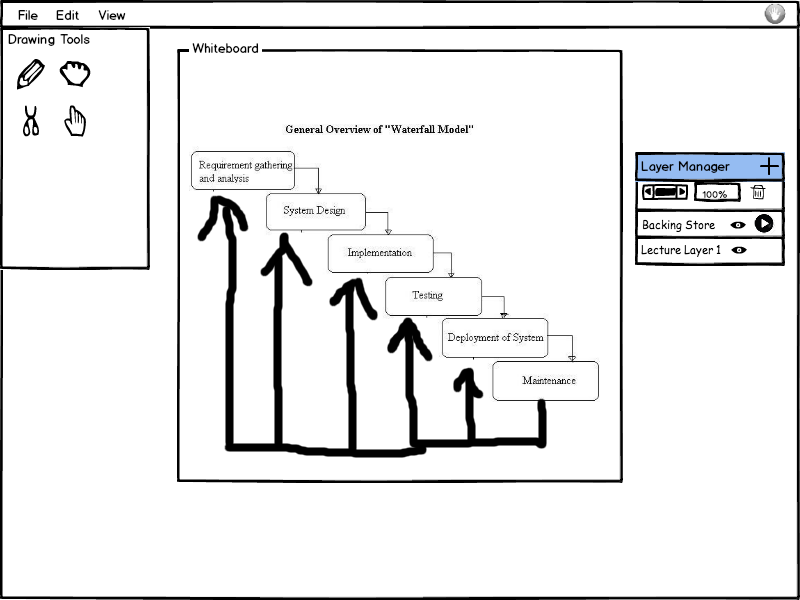 File Edit View
Drawing Tools
Whiteboard
General Overview of "Waterfall Model"
Requirement gathering
and analysis
System Design
Implementation
Testing
Deployment of System
Maintenance
Layer Manager
100%
Backing Store
Lecture Layer 1